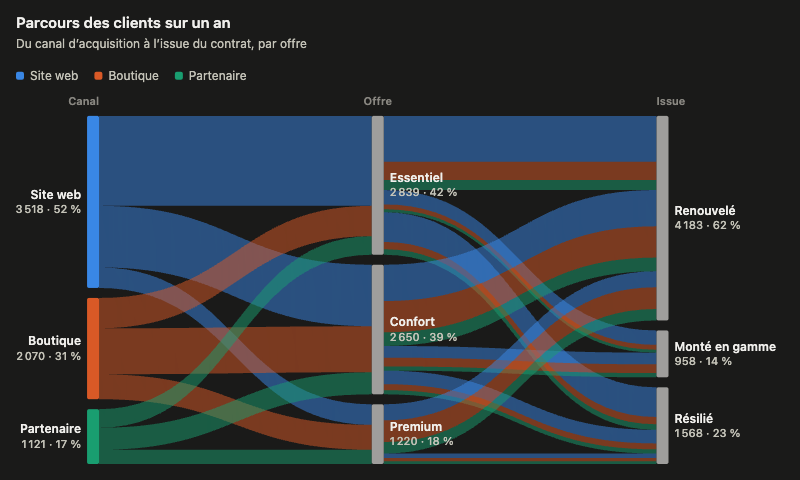 Parcours des clients sur un an
Du canal d’acquisition à l’issue du contrat, par offre
Site web
Boutique
Partenaire
Canal
Offre
Issue
Site web
3 518 · 52 %
Boutique
2 070 · 31 %
Partenaire
1 121 · 17 %
Essentiel
2 839 · 42 %
Confort
2 650 · 39 %
Premium
1 220 · 18 %
Renouvelé
4 183 · 62 %
Monté en gamme
958 · 14 %
Résilié
1 568 · 23 %